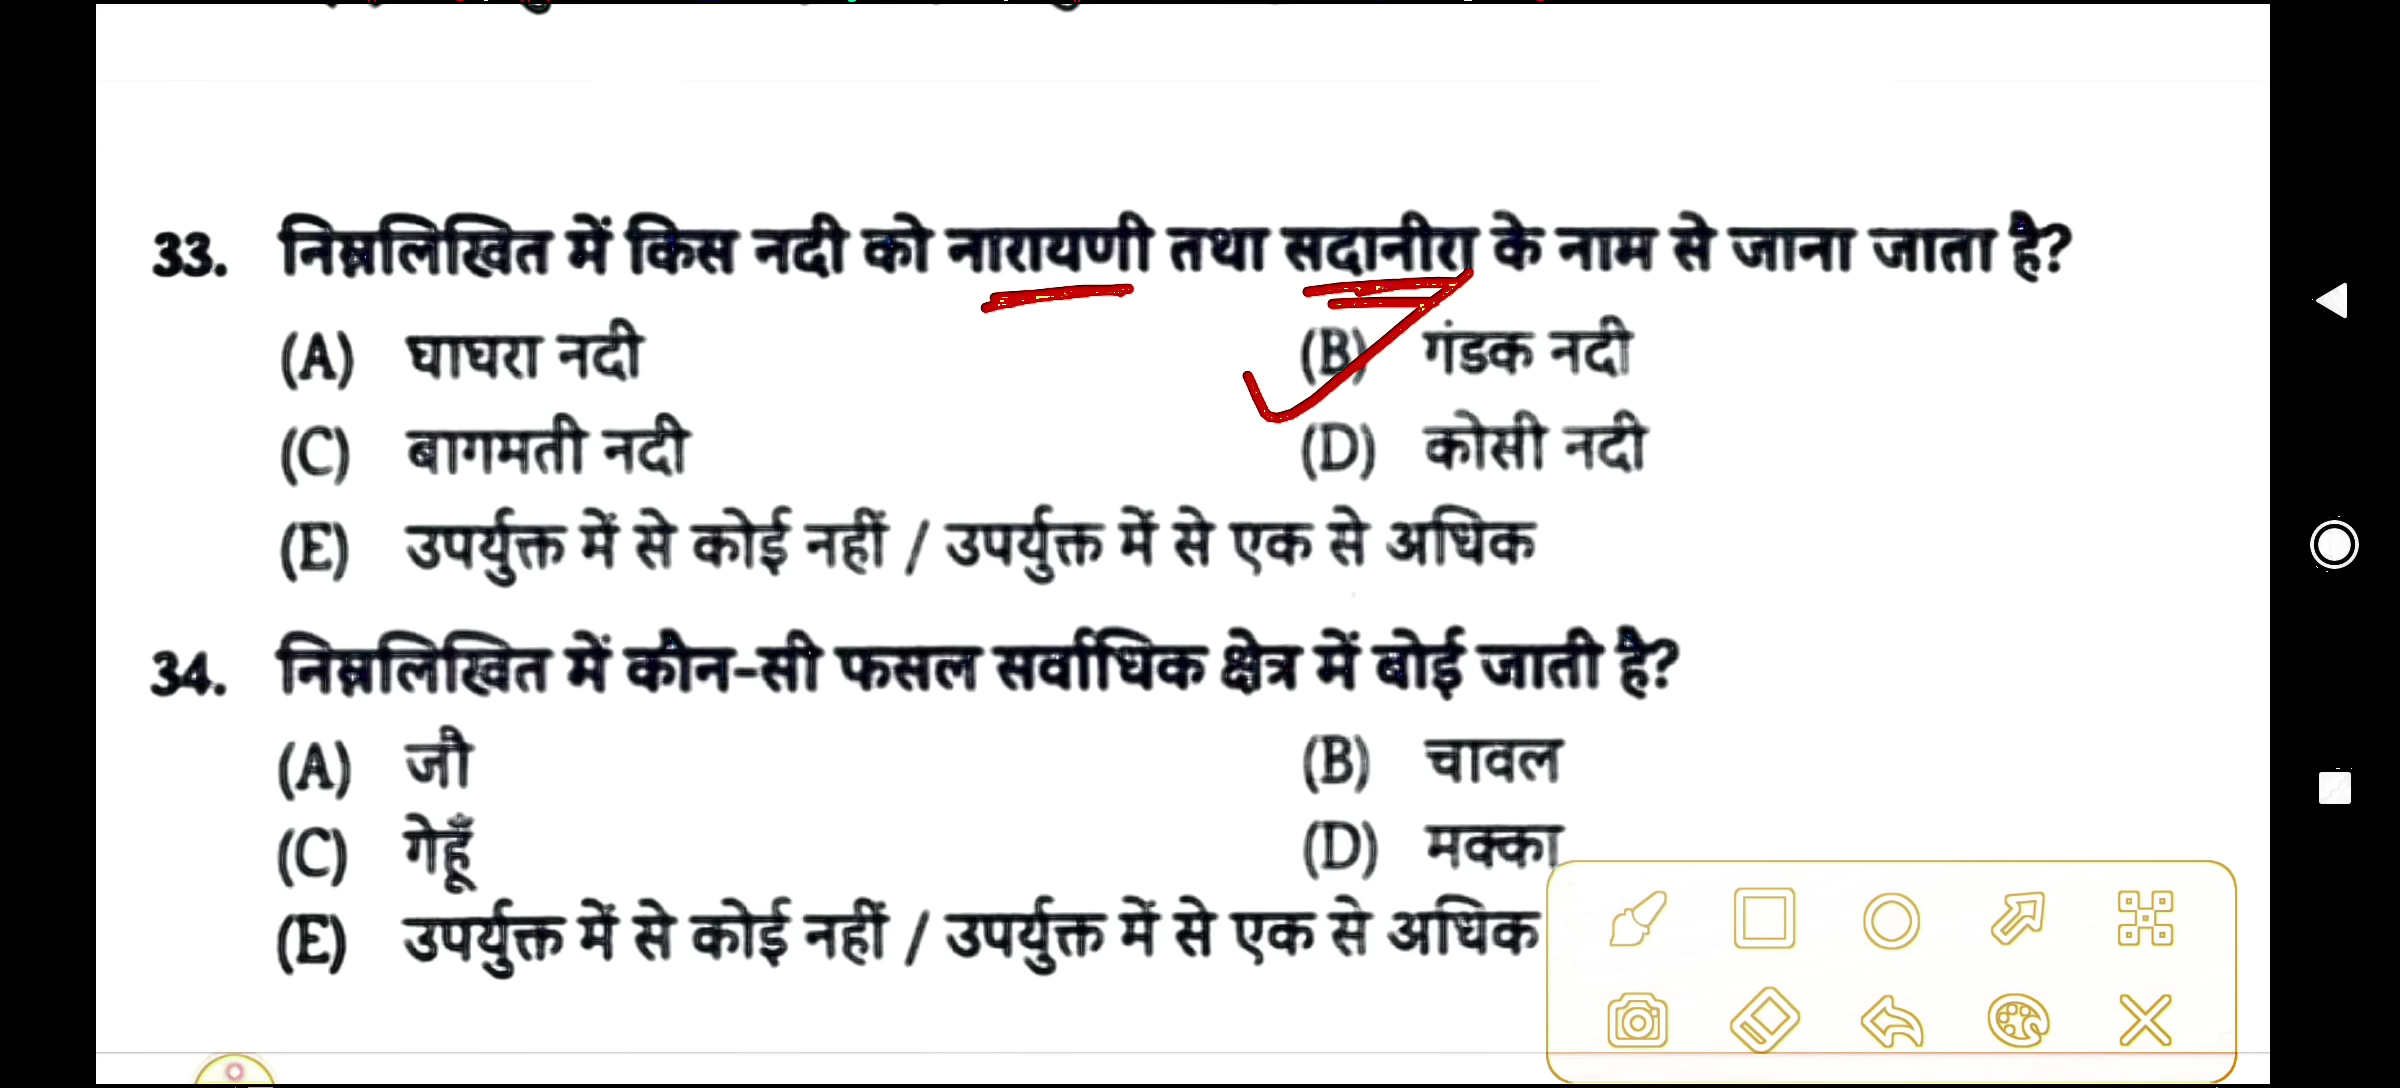 33. निम्नलिखित में किस नदी को नारायणी तथा सदानीरा के नाम से जाना जाता है?
(A) घाघरा नदी (B) गंडक नदी
(C) बागमती नदी (D) कोसी नदी
(E) उपर्युक्त में से कोई नहीं / उपर्युक्त में से एक से अधिक
34. निम्नलिखित में कौन-सी फसल सर्वाधिक क्षेत्र में बोई जाती है?
(A) जौ (B) चावल
(C) गेहूँ (D) मक्का
(E) उपर्युक्त में से कोई नहीं / उपर्युक्त में से एक से अधिक